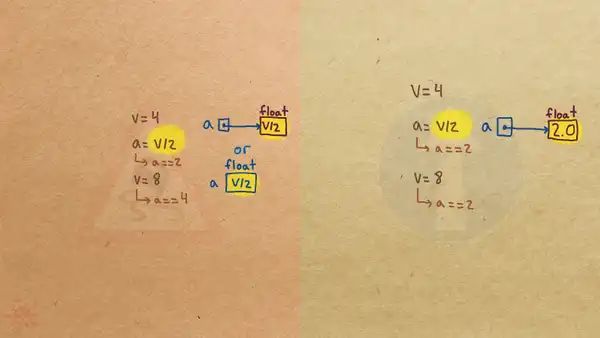 V=4
a= V/2
a==2
V=8
a==4
float
a V/2
or
float
a V/2
V=4
a= V/2
a==2
V=8
a==2
float
a 2.0